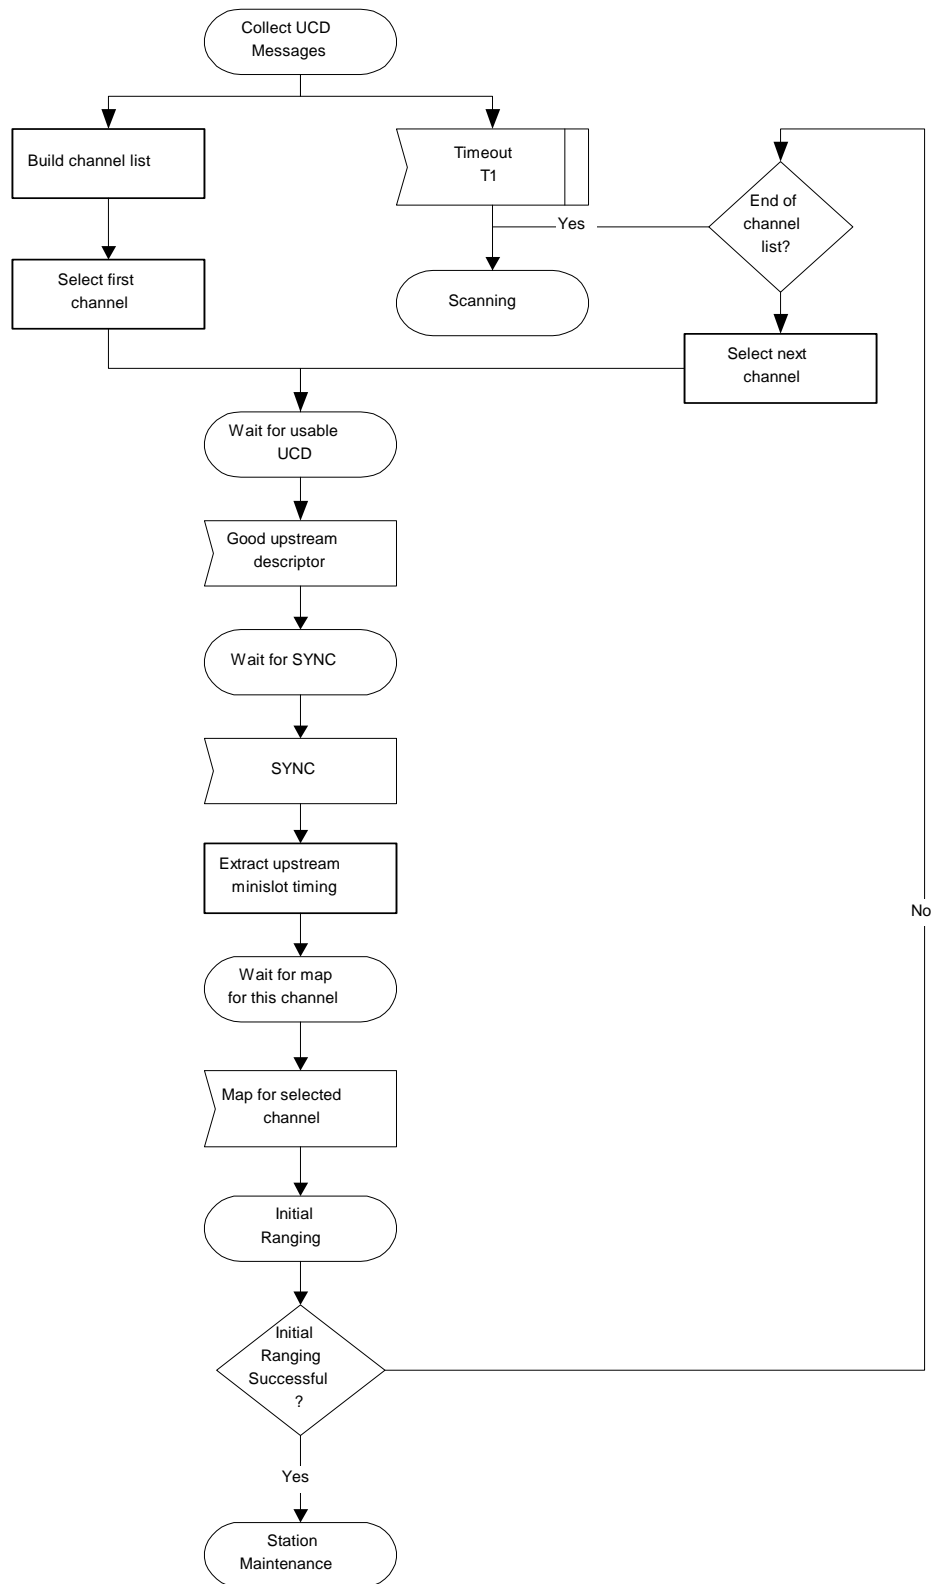 Collect UCD
Messages
Build channel list
Timeout
T1
End of
channel
list?
Yes
Select first
channel
Scanning
Select next
channel
Wait for usable
UCD
Good upstream
descriptor
Wait for SYNC
SYNC
Extract upstream
minislot timing
No
Wait for map
for this channel
Map for selected
channel
Initial
Ranging
Initial
Ranging
Successful
?
Yes
Station
Maintenance